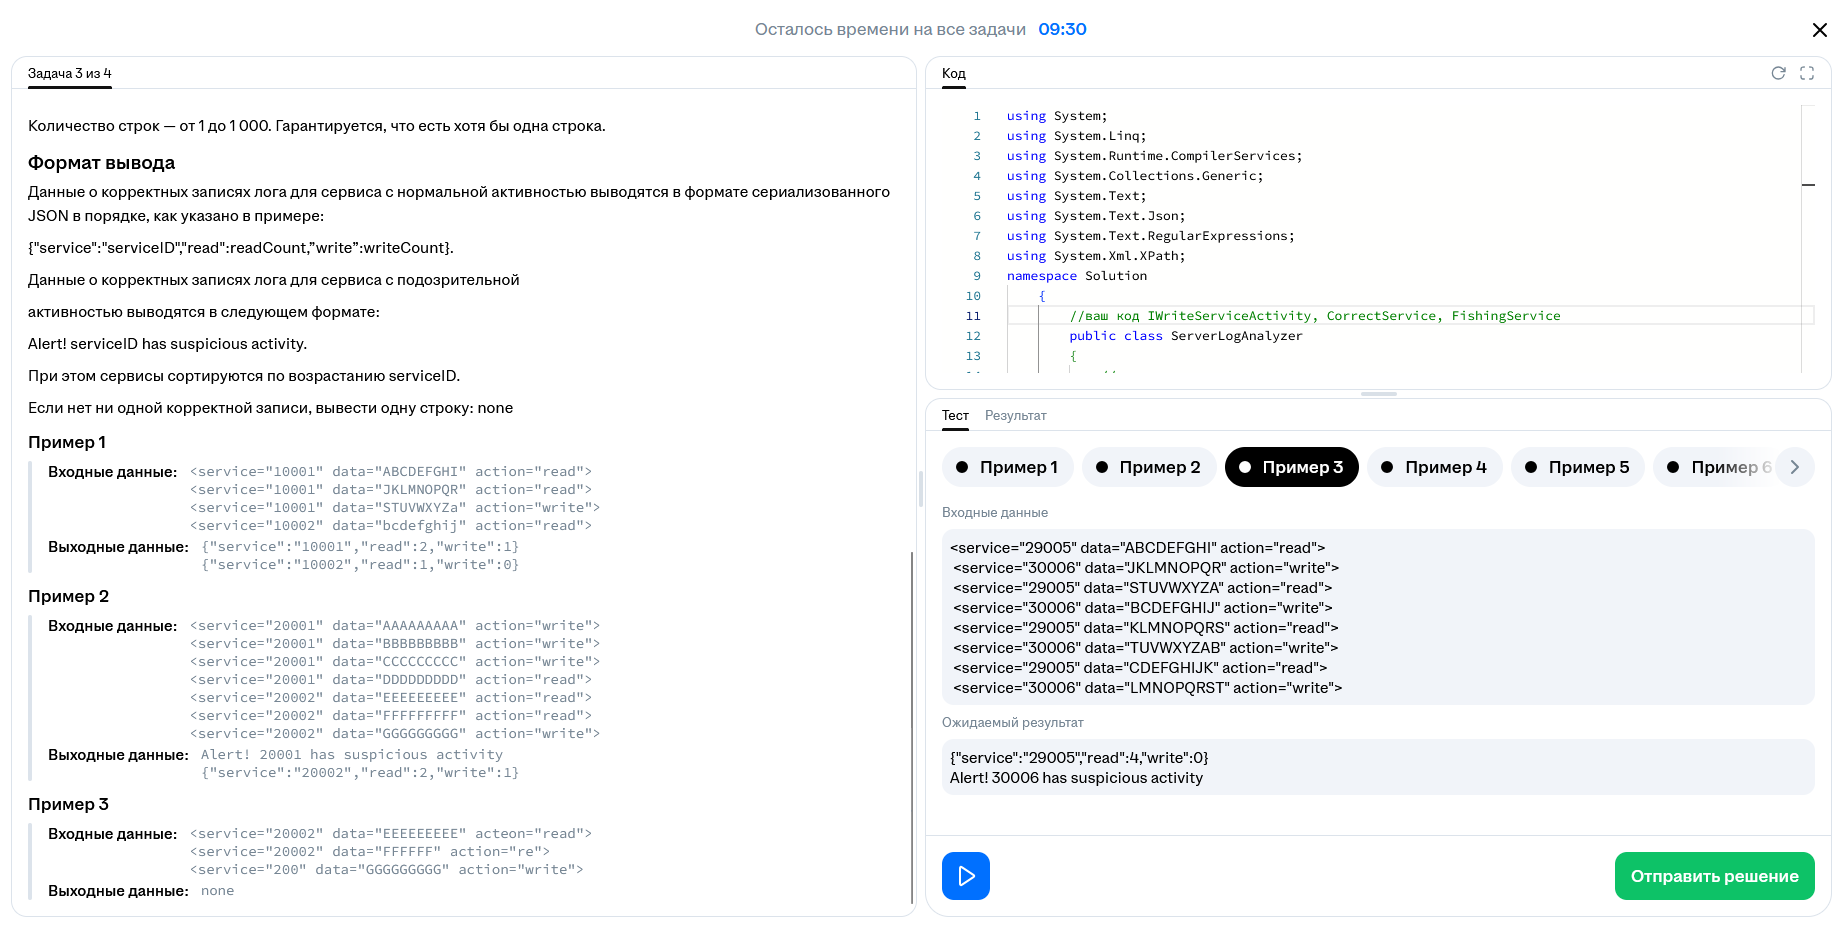 Осталось времени на все задачи 09:30
Задача 3 из 4
Количество строк — от 1 до 1 000. Гарантируется, что есть хотя бы одна строка.
Формат вывода
Данные о корректных записях лога для сервиса с нормальной активностью выводятся в формате сериализованного
JSON в порядке, как указано в примере:
{"service":"serviceID","read":readCount,”write”:writeCount}.
Данные о корректных записях лога для сервиса с подозрительной
активностью выводятся в следующем формате:
Alert! serviceID has suspicious activity.
При этом сервисы сортируются по возрастанию serviceID.
Если нет ни одной корректной записи, вывести одну строку: none
Пример 1
Входные данные: <service="10001" data="ABCDEFGHI" action="read">
<service="10001" data="JKLMNOPQR" action="read">
<service="10001" data="STUVWXYZa" action="write">
<service="10002" data="bcdefghij" action="read">
Выходные данные: {"service":"10001","read":2,"write":1}
{"service":"10002","read":1,"write":0}
Пример 2
Входные данные: <service="20001" data="AAAAAAAAA" action="write">
<service="20001" data="BBBBBBBBB" action="write">
<service="20001" data="CCCCCCCCC" action="write">
<service="20001" data="DDDDDDDDD" action="read">
<service="20002" data="EEEEEEEEE" action="read">
<service="20002" data="FFFFFFFFF" action="read">
<service="20002" data="GGGGGGGGG" action="write">
Выходные данные: Alert! 20001 has suspicious activity
{"service":"20002","read":2,"write":1}
Пример 3
Входные данные: <service="20002" data="EEEEEEEEE" acteon="read">
<service="20002" data="FFFFFF" action="re">
<service="200" data="GGGGGGGGG" action="write">
Выходные данные: none
Код
1 using System;
2 using System.Linq;
3 using System.Runtime.CompilerServices;
4 using System.Collections.Generic;
5 using System.Text;
6 using System.Text.Json;
7 using System.Text.RegularExpressions;
8 using System.Xml.XPath;
9 namespace Solution
10 {
11 //ваш код IWriteServiceActivity, CorrectService, FishingService
12 public class ServerLogAnalyzer
13 {
Тест Результат
Пример 1 Пример 2 Пример 3 Пример 4 Пример 5 Пример 6
Входные данные
<service="29005" data="ABCDEFGHI" action="read">
<service="30006" data="JKLMNOPQR" action="write">
<service="29005" data="STUVWXYZA" action="read">
<service="30006" data="BCDEFGHIJ" action="write">
<service="29005" data="KLMNOPQRS" action="read">
<service="30006" data="TUVWXYZAB" action="write">
<service="29005" data="CDEFGHIJK" action="read">
<service="30006" data="LMNOPQRST" action="write">
Ожидаемый результат
{"service":"29005","read":4,"write":0}
Alert! 30006 has suspicious activity
Отправить решение